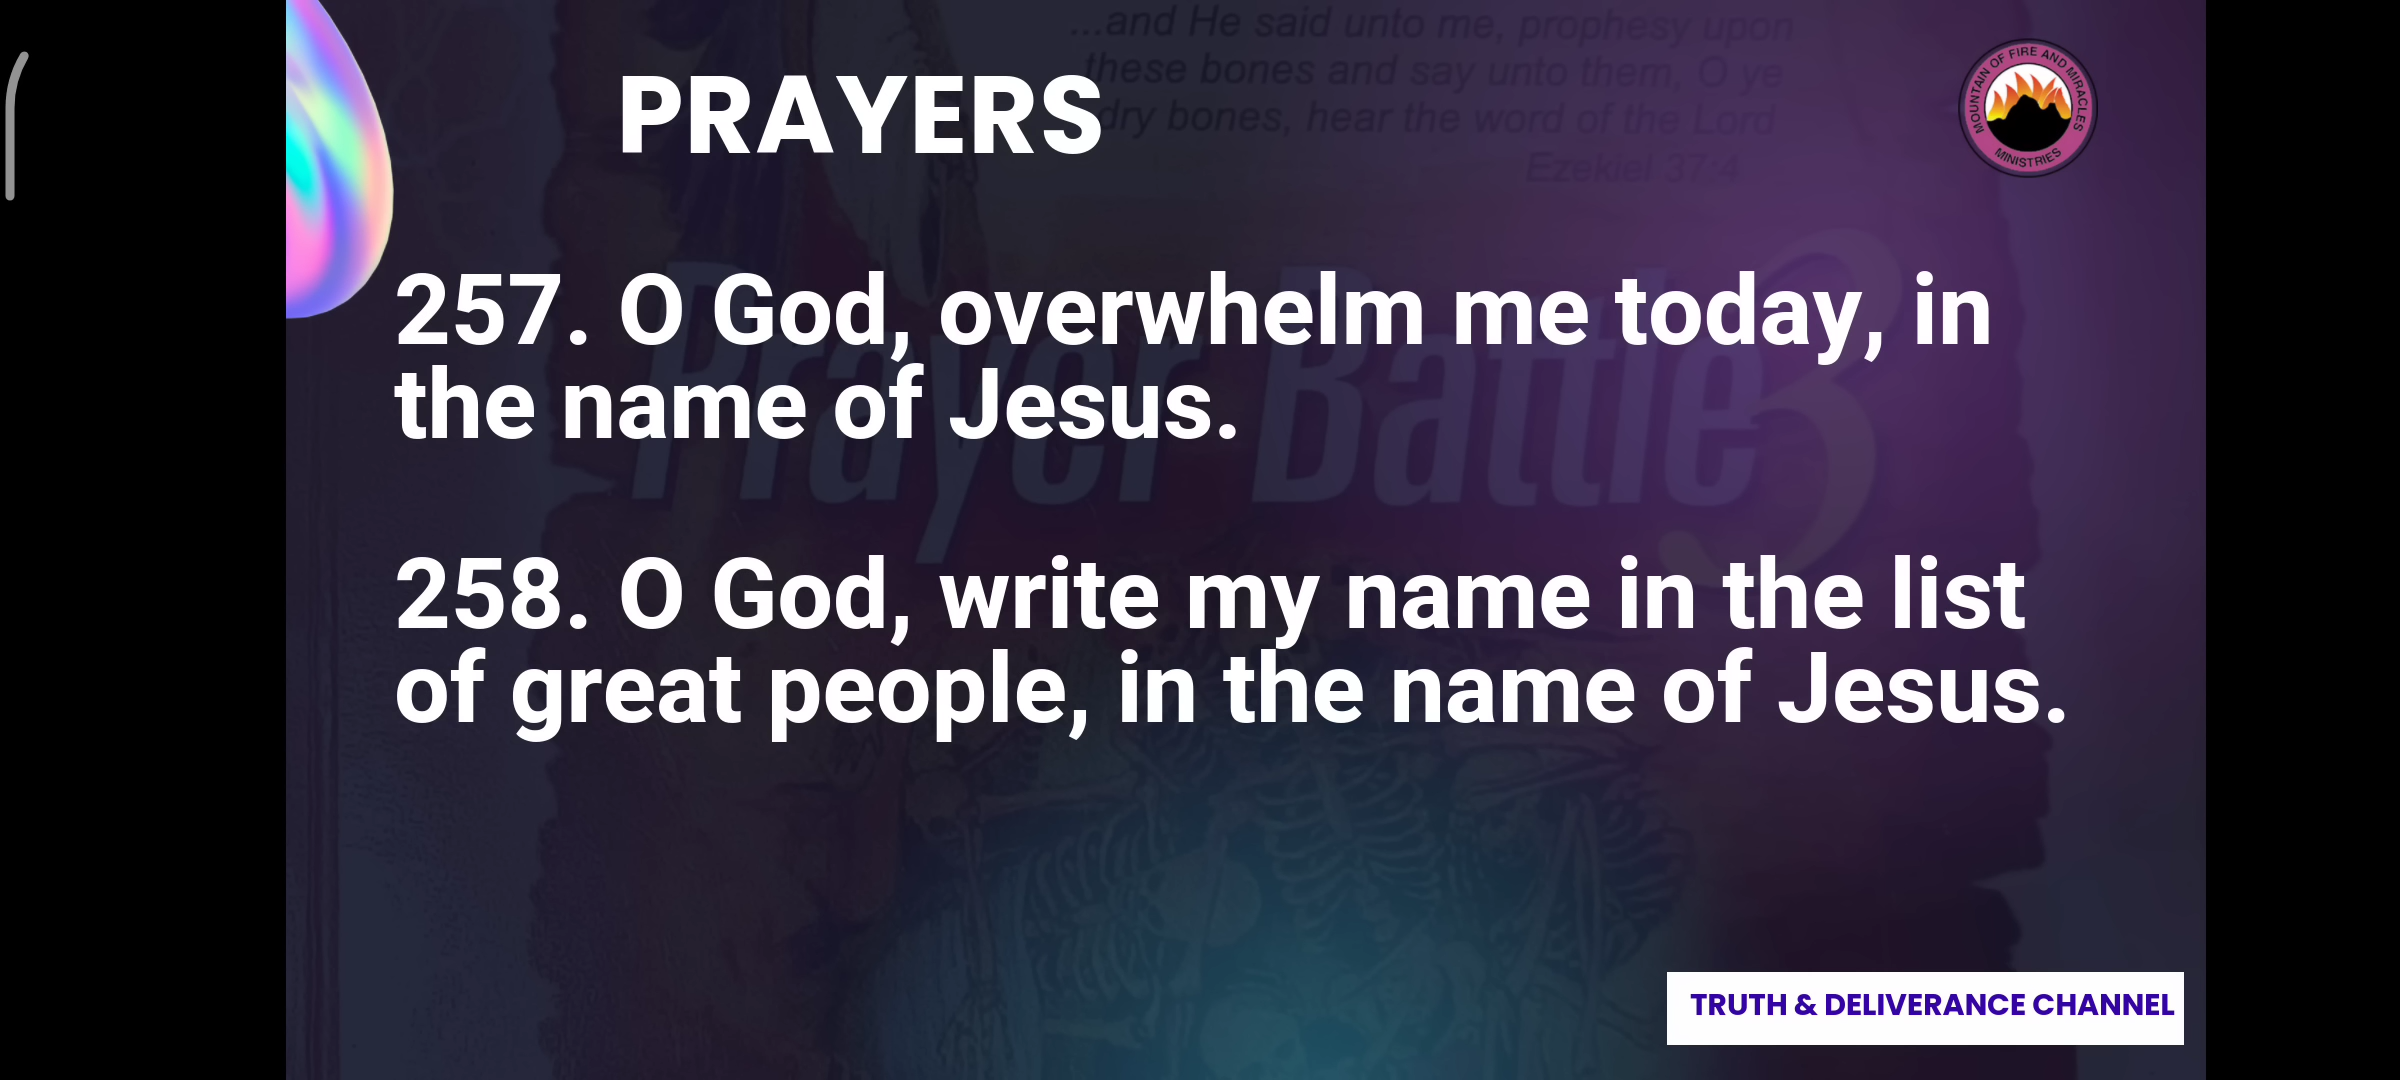 ...and He said unto me, prophesy upon
these bones and say unto them, O ye
dry bones, hear the word of the Lord
Ezekiel 37:4
PRAYERS
MOUNTAIN OF FIRE AND MIRACLES
MINISTRIES
Prayer Battle 3
257. O God, overwhelm me today, in
the name of Jesus.
258. O God, write my name in the list
of great people, in the name of Jesus.
TRUTH & DELIVERANCE CHANNEL